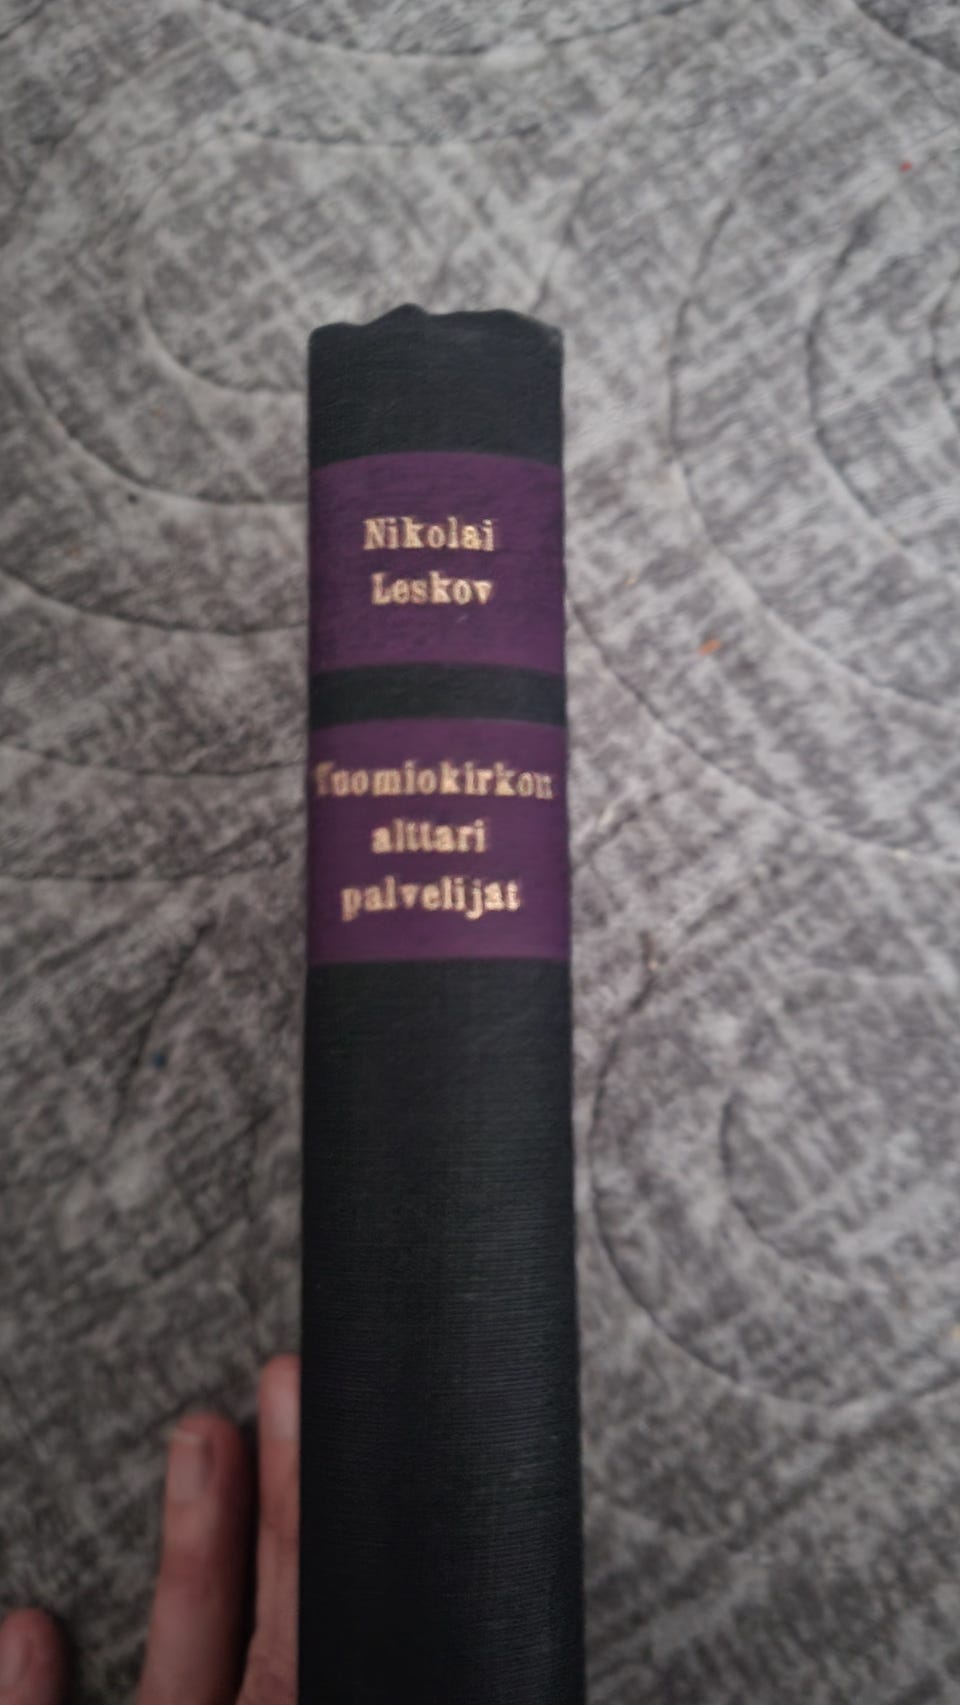 Nikolai
Leskov
Tuomiokirkon
alttari
palvelijat